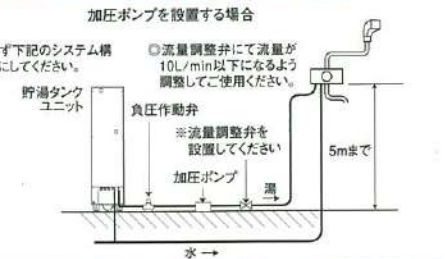 加圧ポンプを設置する場合
ず下記のシステム構
にしてください。
◎流量調整弁にて流量が
10L/min以下になるよう
調整してご使用ください。
貯湯タンク
ユニット
負圧作動弁
※流量調整弁を
設置してください
加圧ポンプ
湯
5mまで
水